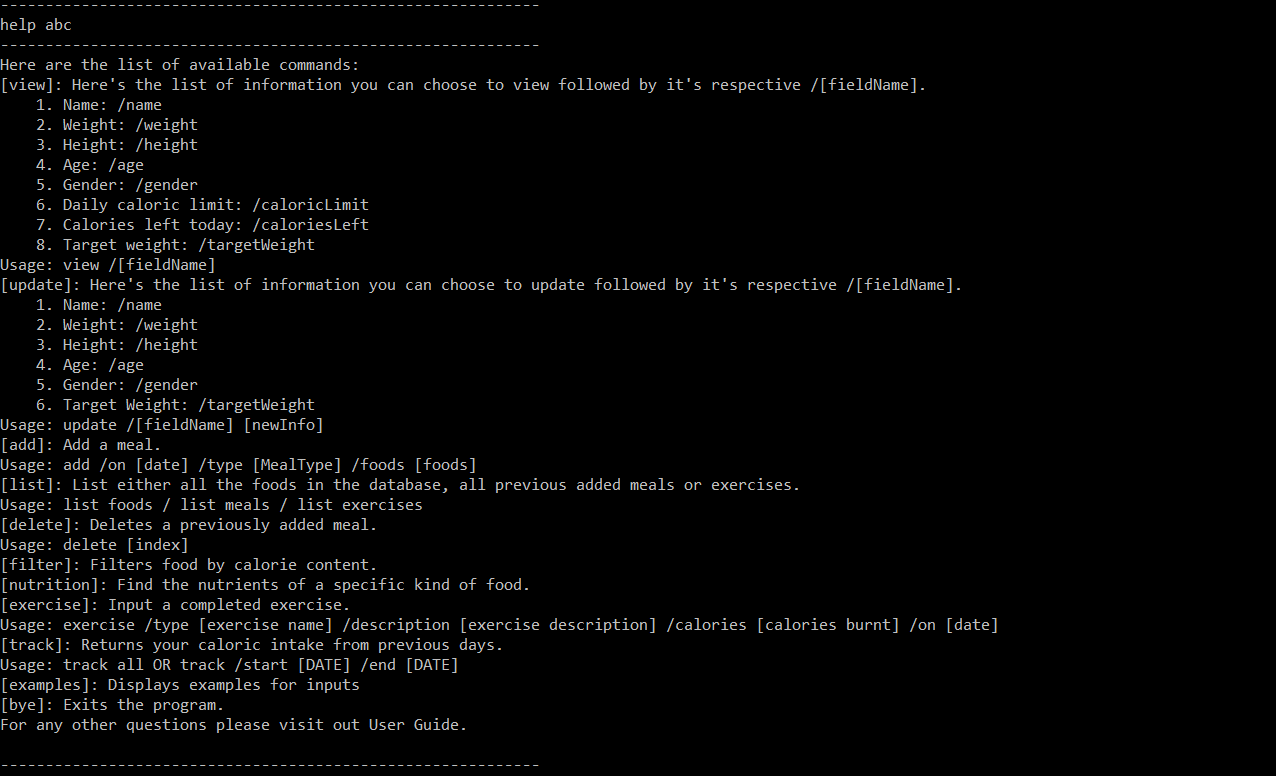 ------------------------------------------------------------
help abc
------------------------------------------------------------
Here are the list of available commands:
[view]: Here's the list of information you can choose to view followed by it's respective /[fieldName].
    1. Name: /name
    2. Weight: /weight
    3. Height: /height
    4. Age: /age
    5. Gender: /gender
    6. Daily caloric limit: /caloricLimit
    7. Calories left today: /caloriesLeft
    8. Target weight: /targetWeight
Usage: view /[fieldName]
[update]: Here's the list of information you can choose to update followed by it's respective /[fieldName].
    1. Name: /name
    2. Weight: /weight
    3. Height: /height
    4. Age: /age
    5. Gender: /gender
    6. Target Weight: /targetWeight
Usage: update /[fieldName] [newInfo]
[add]: Add a meal.
Usage: add /on [date] /type [MealType] /foods [foods]
[list]: List either all the foods in the database, all previous added meals or exercises.
Usage: list foods / list meals / list exercises
[delete]: Deletes a previously added meal.
Usage: delete [index]
[filter]: Filters food by calorie content.
[nutrition]: Find the nutrients of a specific kind of food.
[exercise]: Input a completed exercise.
Usage: exercise /type [exercise name] /description [exercise description] /calories [calories burnt] /on [date]
[track]: Returns your caloric intake from previous days.
Usage: track all OR track /start [DATE] /end [DATE]
[examples]: Displays examples for inputs
[bye]: Exits the program.
For any other questions please visit out User Guide.

------------------------------------------------------------